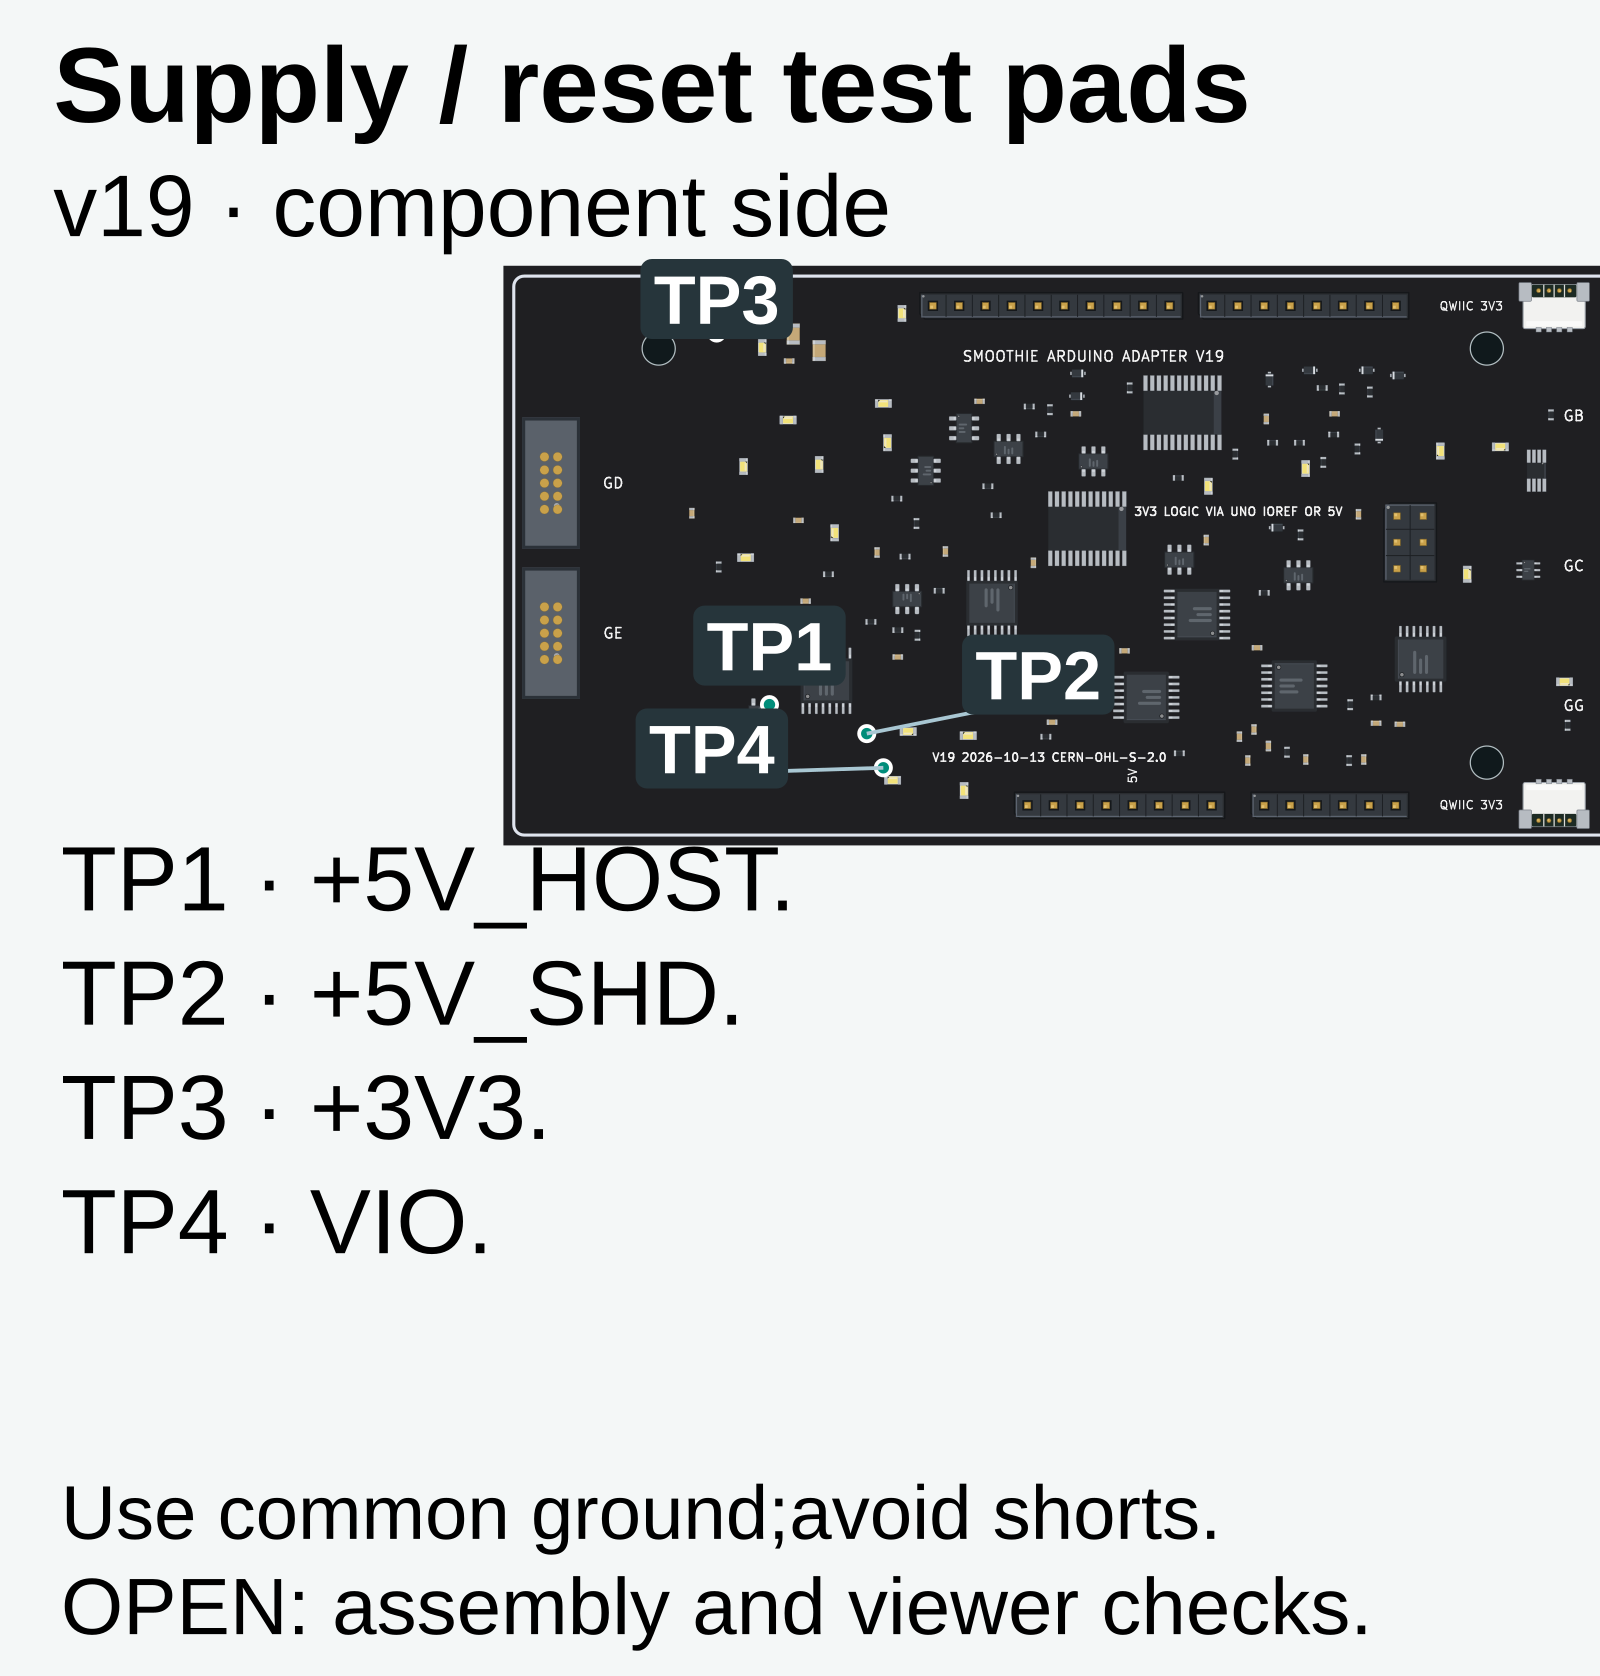 Supply / reset test pads
v19 · component side
TP3
QWIIC 3V3
SMOOTHIE ARDUINO ADAPTER V19
GB
GD
3V3 LOGIC VIA UNO IOREF OR 5V
GC
GE
TP1
TP2
GG
TP4
V19 2026-10-13 CERN-OHL-S-2.0
5V
QWIIC 3V3
TP1 · +5V_HOST.
TP2 · +5V_SHD.
TP3 · +3V3.
TP4 · VIO.
Use common ground;avoid shorts.
OPEN: assembly and viewer checks.